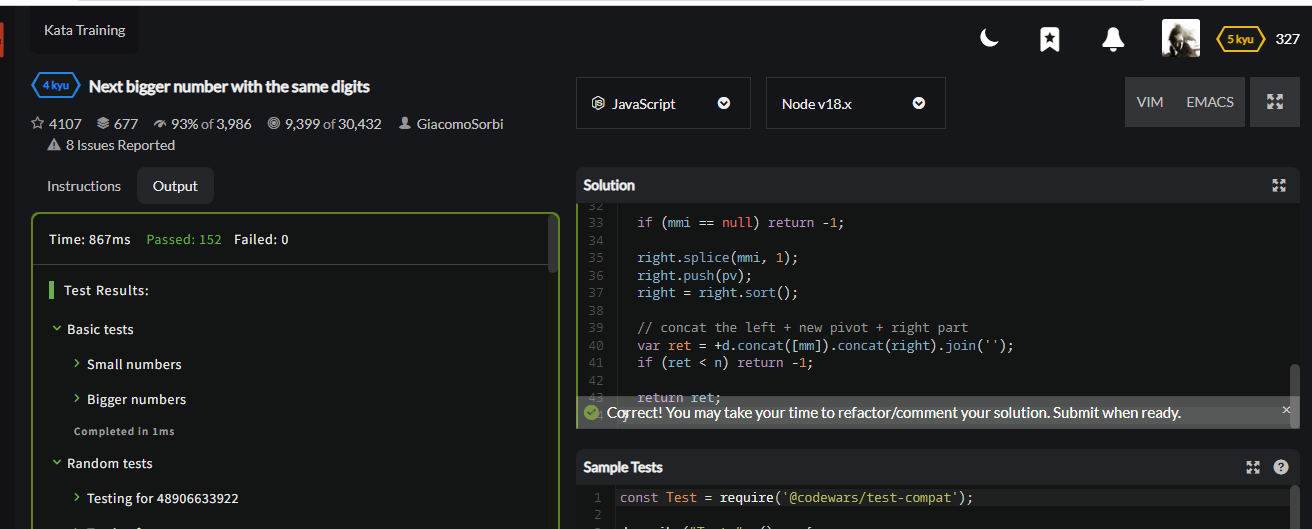 Kata Training
5 kyu 327
4 kyu Next bigger number with the same digits
4107 677 93% of 3,986 9,399 of 30,432 GiacomoSorbi
8 Issues Reported
Instructions Output
Time: 867ms Passed: 152 Failed: 0
Test Results:
Basic tests
Small numbers
Bigger numbers
Completed in 1ms
Random tests
Testing for 48906633922
JavaScript Node v18.x VIM EMACS
Solution
32
33 if (mmi == null) return -1;
34
35 right.splice(mmi, 1);
36 right.push(pv);
37 right = right.sort();
38
39 // concat the left + new pivot + right part
40 var ret = +d.concat([mm]).concat(right).join('');
41 if (ret < n) return -1;
42
43 return ret;
Correct! You may take your time to refactor/comment your solution. Submit when ready. ×
Sample Tests
1 const Test = require('@codewars/test-compat');
2